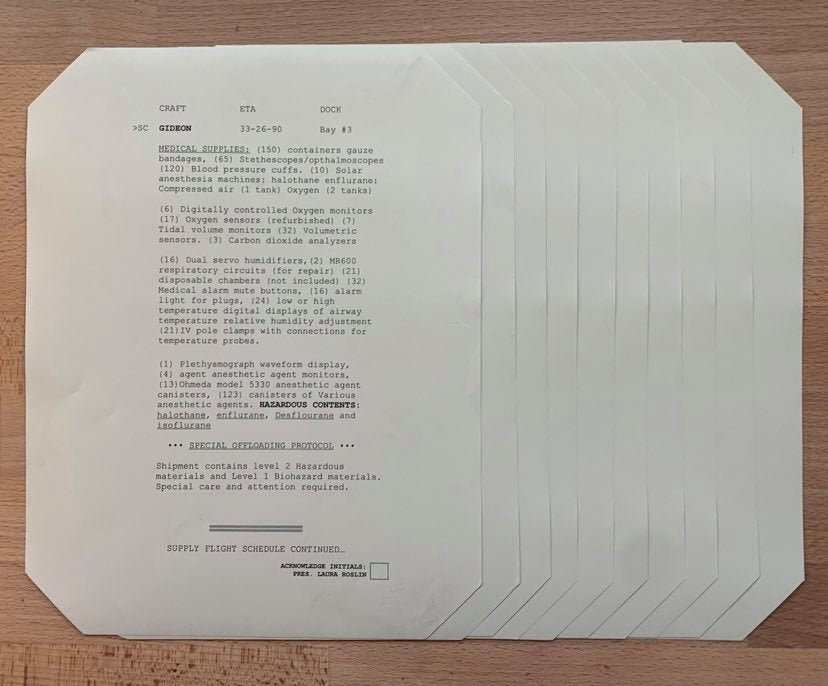 CRAFT ETA DOCK
>SC GIDEON 33-26-90 Bay #3
MEDICAL SUPPLIES: (150) containers gauze
bandages, (65) Stethescopes/opthalmoscopes
(120) Blood pressure cuffs. (10) Solar
anesthesia machines: halothane enflurane:
Compressed air (1 tank) Oxygen (2 tanks)
(6) Digitally controlled Oxygen monitors
(17) Oxygen sensors (refurbished) (7)
Tidal volume monitors (32) Volumetric
sensors. (3) Carbon dioxide analyzers
(16) Dual servo humidifiers,(2) MR600
respiratory circuits (for repair) (21)
disposable chambers (not included) (32)
Medical alarm mute buttons, (16) alarm
light for plugs, (24) low or high
temperature digital displays of airway
temperature relative humidity adjustment
(21)IV pole clamps with connections for
temperature probes.
(1) Plethysmograph waveform display,
(4) agent anesthetic agent monitors,
(13)Ohmeda model 5330 anesthetic agent
canisters, (123) canisters of Various
anesthetic agents. HAZARDOUS CONTENTS:
halothane, enflurane, Desflourane and
isoflurane
••• SPECIAL OFFLOADING PROTOCOL •••
Shipment contains level 2 Hazardous
materials and Level 1 Biohazard materials.
Special care and attention required.
SUPPLY FLIGHT SCHEDULE CONTINUED…
ACKNOWLEDGE INITIALS:
PRES. LAURA ROSLIN